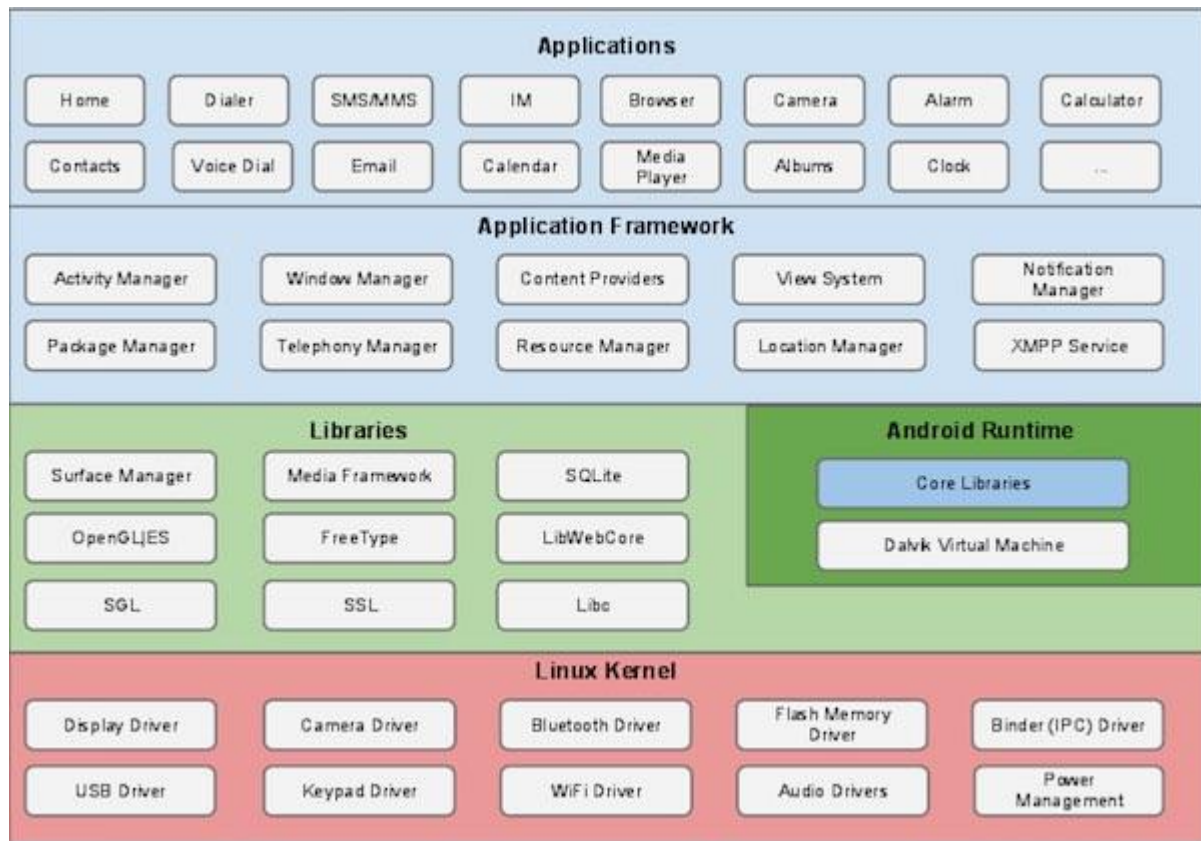 Applications
Home
Dialer
SMS/MMS
IM
Browser
Camera
Alarm
Calculator
Contacts
Voice Dial
Email
Calendar
Media
Player
Albums
Clock
...
Application Framework
Activity Manager
Window Manager
Content Providers
View System
Notification
Manager
Package Manager
Telephony Manager
Resource Manager
Location Manager
XMPP Service
Libraries
Surface Manager
Media Framework
SQLite
OpenGL|ES
FreeType
LibWebCore
SGL
SSL
Libc
Android Runtime
Core Libraries
Dalvik Virtual Machine
Linux Kernel
Display Driver
Camera Driver
Bluetooth Driver
Flash Memory
Driver
Binder (IPC) Driver
USB Driver
Keypad Driver
WiFi Driver
Audio Drivers
Power
Management